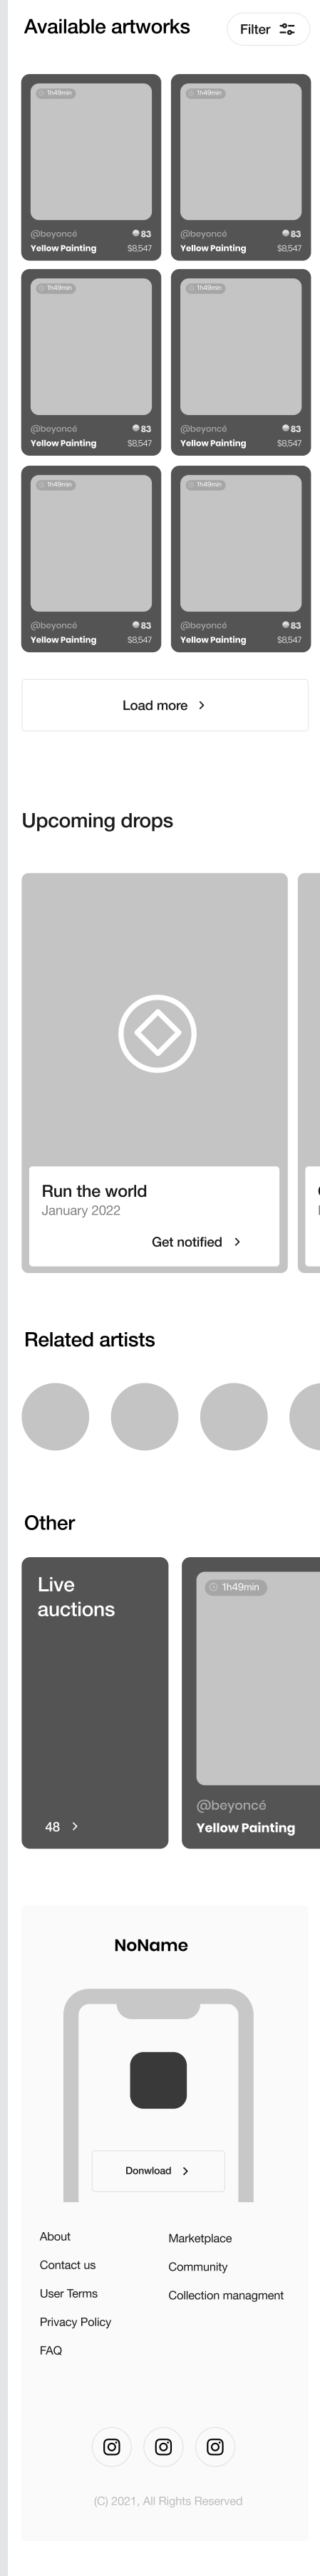 Available artworks
Filter
1h49min
1h49min
@beyoncé 83
Yellow Painting $8,547
@beyoncé 83
Yellow Painting $8,547
1h49min
1h49min
@beyoncé 83
Yellow Painting $8,547
@beyoncé 83
Yellow Painting $8,547
1h49min
1h49min
@beyoncé 83
Yellow Painting $8,547
@beyoncé 83
Yellow Painting $8,547
Load more
Upcoming drops
Run the world
January 2022
Get notified
Related artists
Other
Live
auctions
48
1h49min
@beyoncé
Yellow Painting
NoName
Donwload
About
Contact us
User Terms
Privacy Policy
FAQ
Marketplace
Community
Collection managment
(C) 2021, All Rights Reserved